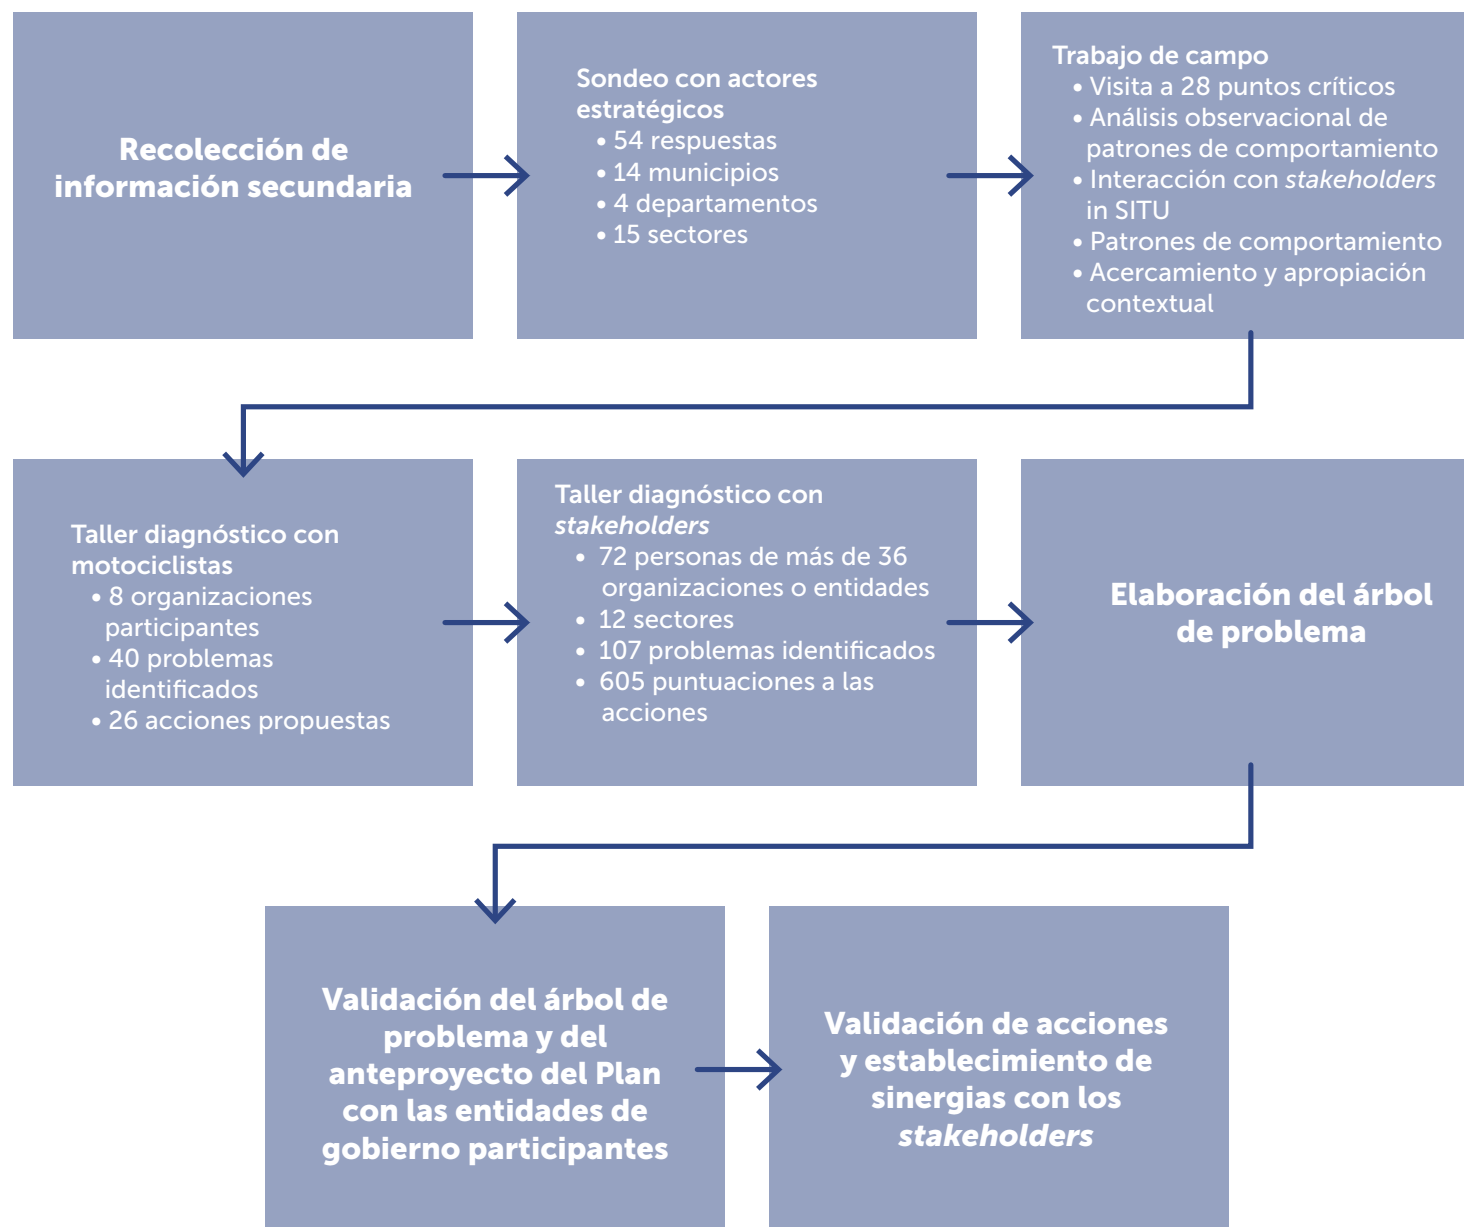 Recolección de
información secundaria
Sondeo con actores
estratégicos
• 54 respuestas
• 14 municipios
• 4 departamentos
• 15 sectores
Trabajo de campo
• Visita a 28 puntos críticos
• Análisis observacional de
patrones de comportamiento
• Interacción con stakeholders
in SITU
• Patrones de comportamiento
• Acercamiento y apropiación
contextual
Taller diagnóstico con
motociclistas
• 8 organizaciones
participantes
• 40 problemas
identificados
• 26 acciones propuestas
Taller diagnóstico con
stakeholders
• 72 personas de más de 36
organizaciones o entidades
• 12 sectores
• 107 problemas identificados
• 605 puntuaciones a las
acciones
Elaboración del árbol
de problema
Validación del árbol de
problema y del
anteproyecto del Plan
con las entidades de
gobierno participantes
Validación de acciones
y establecimiento de
sinergias con los
stakeholders